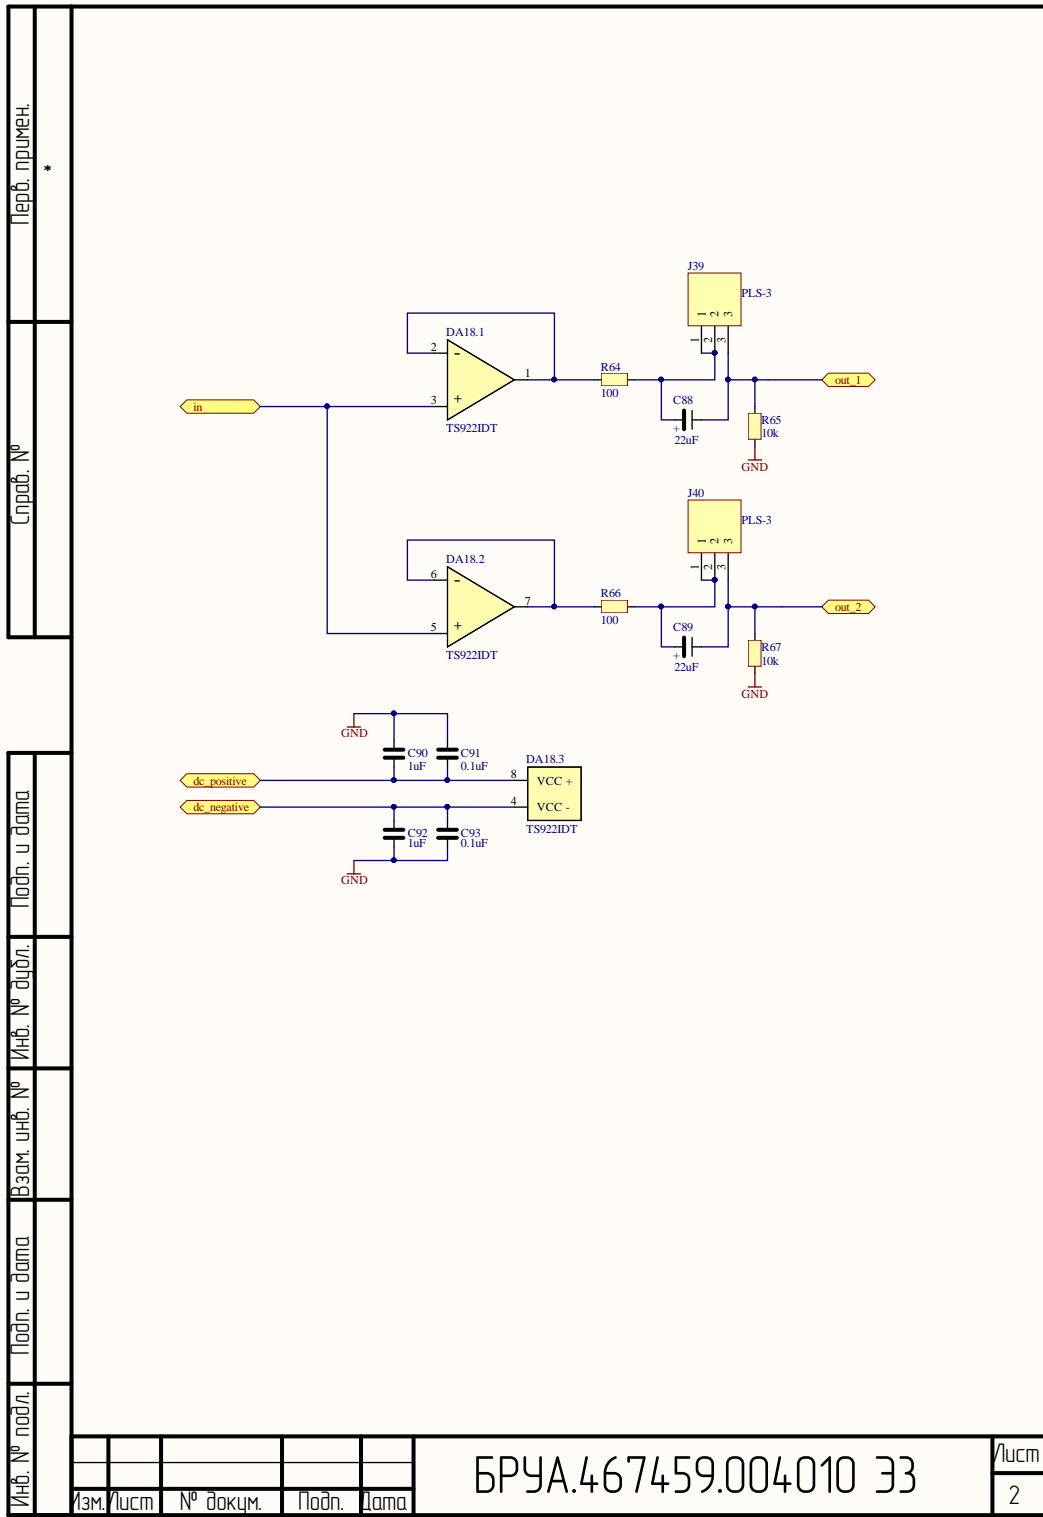 Перв. примен.
*
Справ. №
Подп. и дата
Инв. № дубл.
Взам. инв. №
Подп. и дата
Инв. № подл.
J39
PLS-3
1 2 3
1 2 3
DA18.1
2
-
3
+
1
TS922IDT
R64
100
in
C88
+
22uF
out_1
R65
10k
GND
J40
PLS-3
1 2 3
1 2 3
DA18.2
6
-
5
+
7
TS922IDT
R66
100
C89
+
22uF
out_2
R67
10k
GND
GND
C90
1uF
C91
0.1uF
dc_positive
dc_negative
DA18.3
8 VCC +
4 VCC -
TS922IDT
C92
1uF
C93
0.1uF
GND
Изм. Лист № докум. Подп. Дата
БРУА.467459.004010 ЭЗ
Лист
2